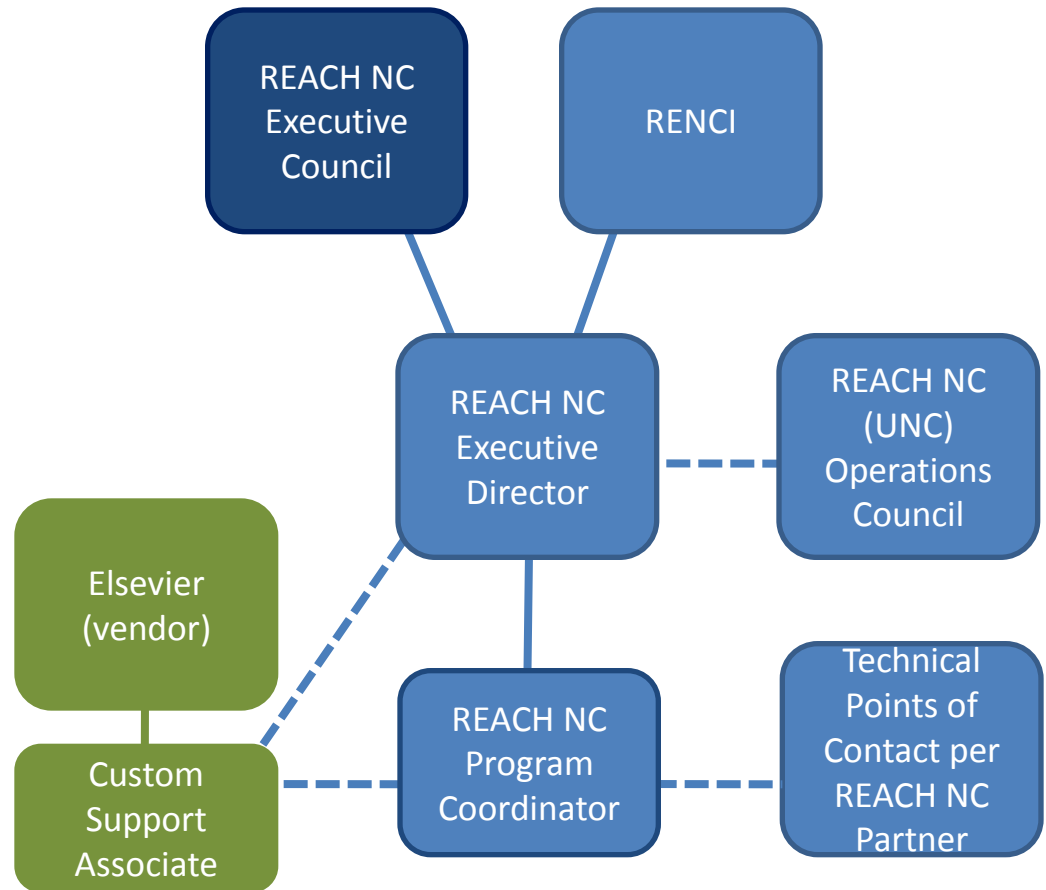 REACH NC
Executive
Council
RENCI
REACH NC
Executive
Director
REACH NC
(UNC)
Operations
Council
Elsevier
(vendor)
Custom
Support
Associate
REACH NC
Program
Coordinator
Technical
Points of
Contact per
REACH NC
Partner